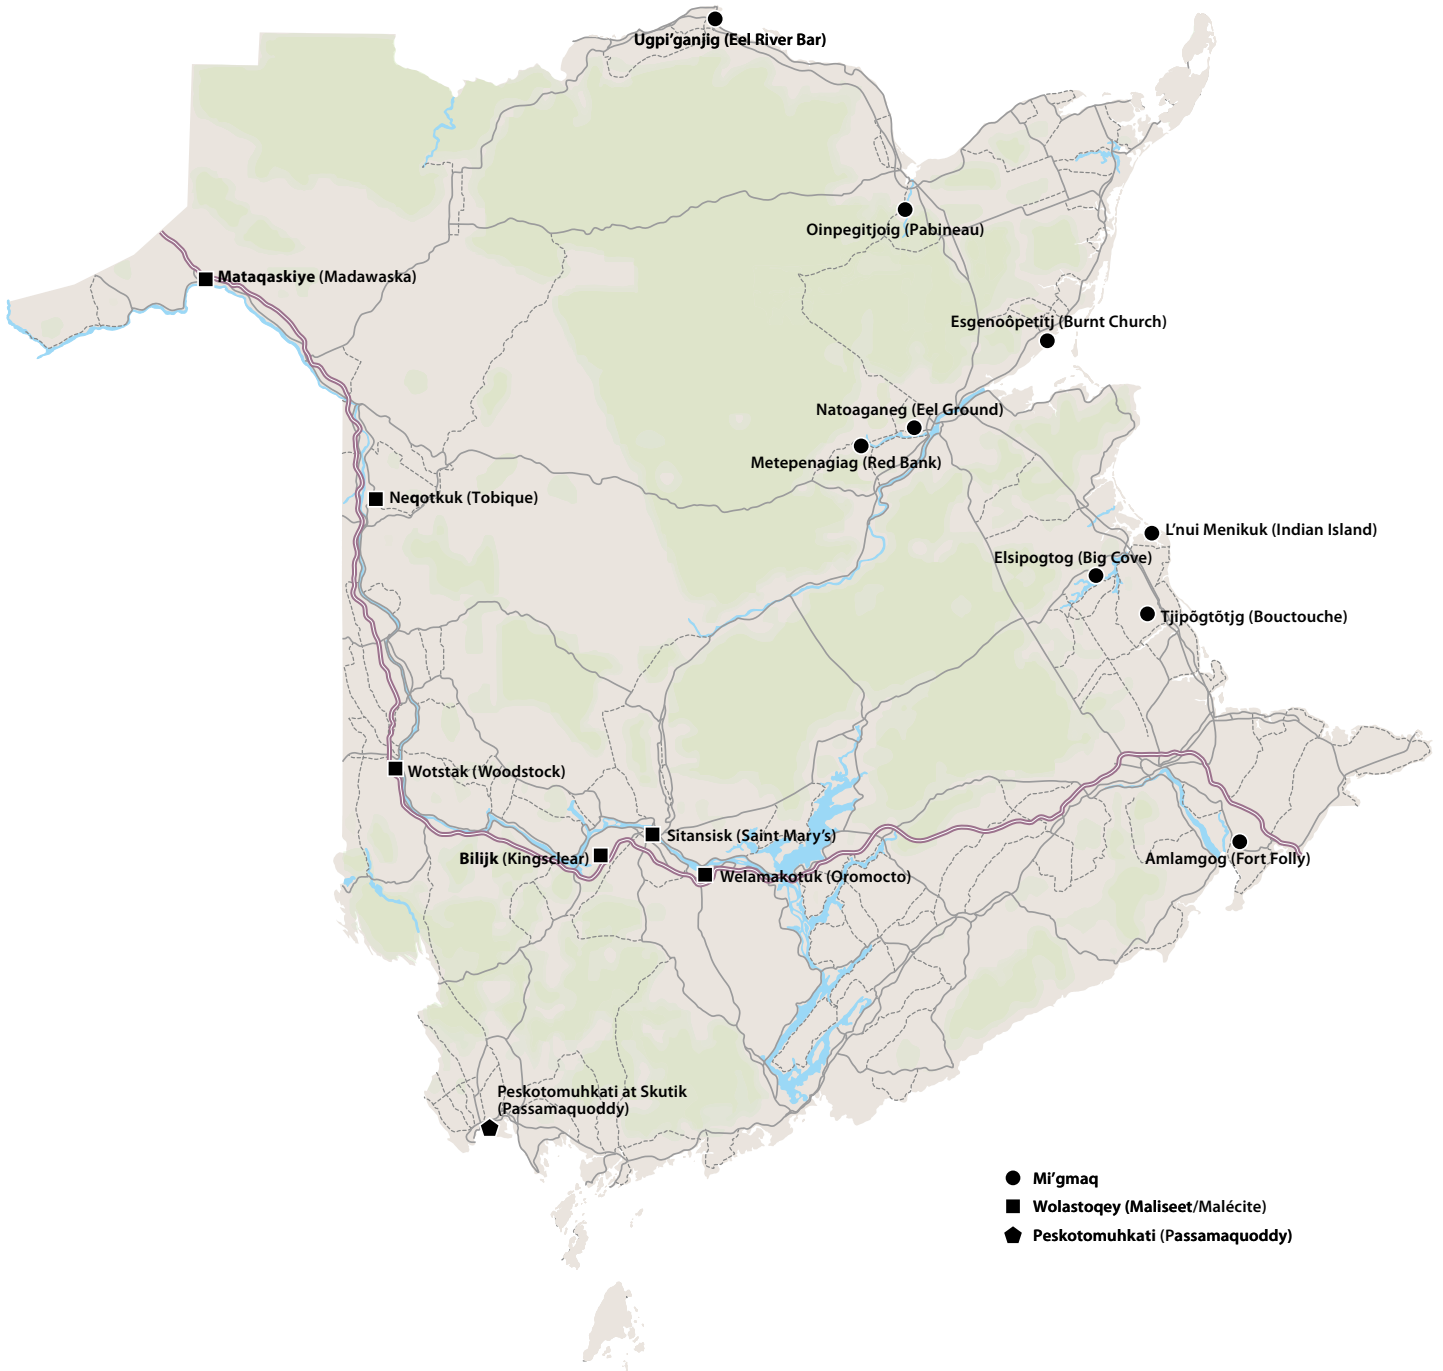 Ugpi'ganjig (Eel River Bar)
Oinpegitjoig (Pabineau)
Mataqaskiye (Madawaska)
Esgenoôpetitj (Burnt Church)
Natoaganeg (Eel Ground)
Metepenagiag (Red Bank)
Neqotkuk (Tobique)
L'nui Menikuk (Indian Island)
Elsipogtog (Big Cove)
Tjipõgtõtjg (Bouctouche)
Wotstak (Woodstock)
Sitansisk (Saint Mary's)
Bilijk (Kingsclear)
Amlamgog (Fort Folly)
Welamakotuk (Oromocto)
Peskotomuhkati at Skutik
(Passamaquoddy)
Mi'gmaq
Wolastoqey (Maliseet/Malécite)
Peskotomuhkati (Passamaquoddy)